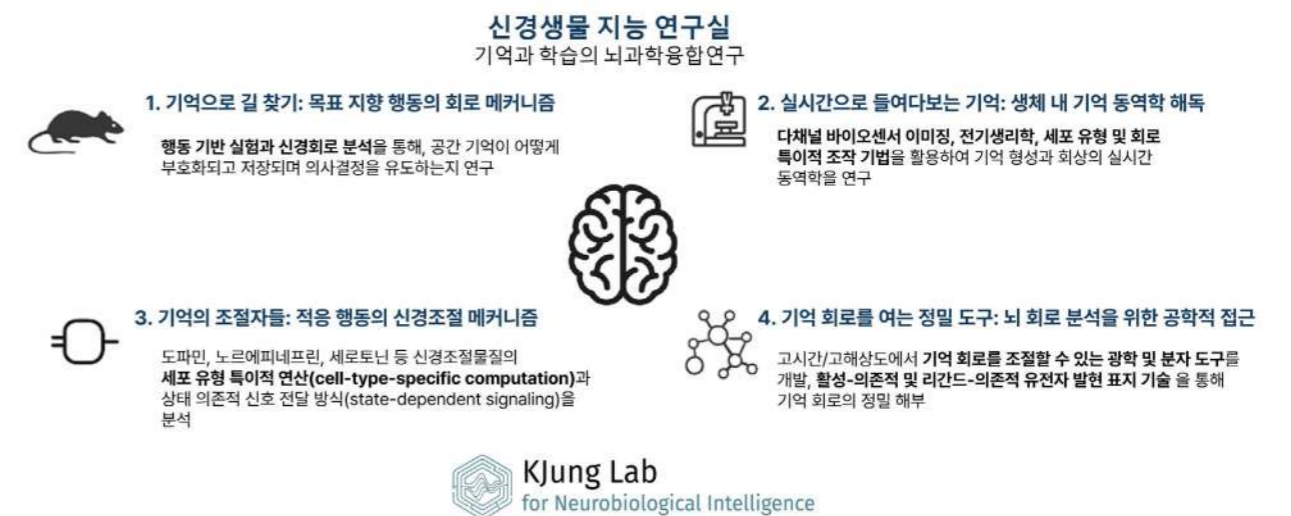 신경생물 지능 연구실
기억과 학습의 뇌과학융합연구
1. 기억으로 길 찾기: 목표 지향 행동의 회로 메커니즘
행동 기반 실험과 신경회로 분석을 통해, 공간 기억이 어떻게
부호화되고 저장되며 의사결정을 유도하는지 연구
2. 실시간으로 들여다보는 기억: 생체 내 기억 동역학 해독
다채널 바이오센서 이미징, 전기생리학, 세포 유형 및 회로
특이적 조작 기법을 활용하여 기억 형성과 회상의 실시간
동역학을 연구
3. 기억의 조절자들: 적응 행동의 신경조절 메커니즘
도파민, 노르에피네프린, 세로토닌 등 신경조절물질의
세포 유형 특이적 연산(cell-type-specific computation)과
상태 의존적 신호 전달 방식(state-dependent signaling)을
분석
4. 기억 회로를 여는 정밀 도구: 뇌 회로 분석을 위한 공학적 접근
고시간/고해상도에서 기억 회로를 조절할 수 있는 광학 및 분자 도구를
개발, 활성-의존적 및 리간드-의존적 유전자 발현 표지 기술 을 통해
기억 회로의 정밀 해부
KJung Lab
for Neurobiological Intelligence